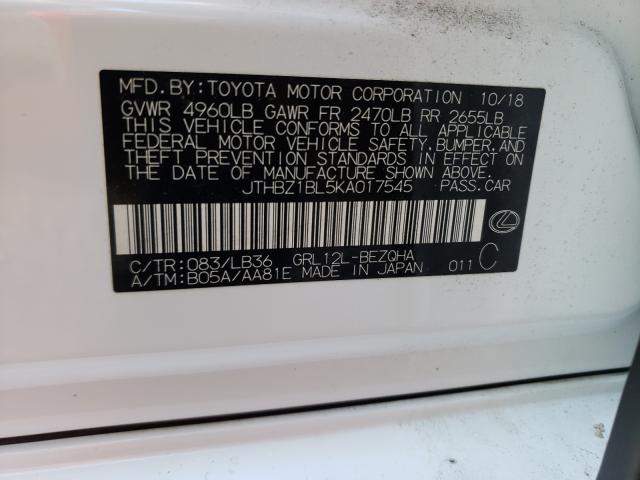 MFD. BY: TOYOTA MOTOR CORPORATION 10/18
GVWR 4960LB GAWR FR 2470LB RR 2655LB
THIS VEHICLE CONFORMS TO ALL APPLICABLE
FEDERAL MOTOR VEHICLE SAFETY, BUMPER, AND
THEFT PREVENTION STANDARDS IN EFFECT ON
THE DATE OF MANUFACTURE SHOWN ABOVE.
JTHBZ1BL5KA017545 PASS. CAR
C/TR: 083/LB36 GRL12L-BEZQHA
A/TM: B05A/AA81E MADE IN JAPAN 011 C